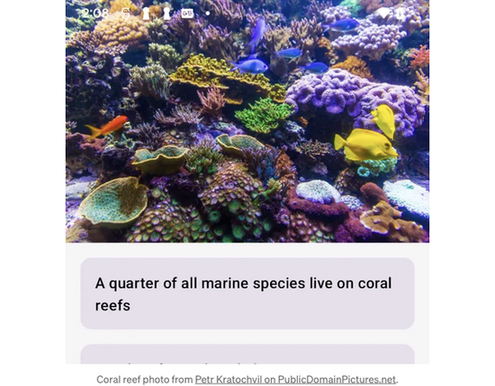 2:08
A quarter of all marine species live on coral
reefs
Coral reef photo from Petr Kratochvil on PublicDomainPictures.net.